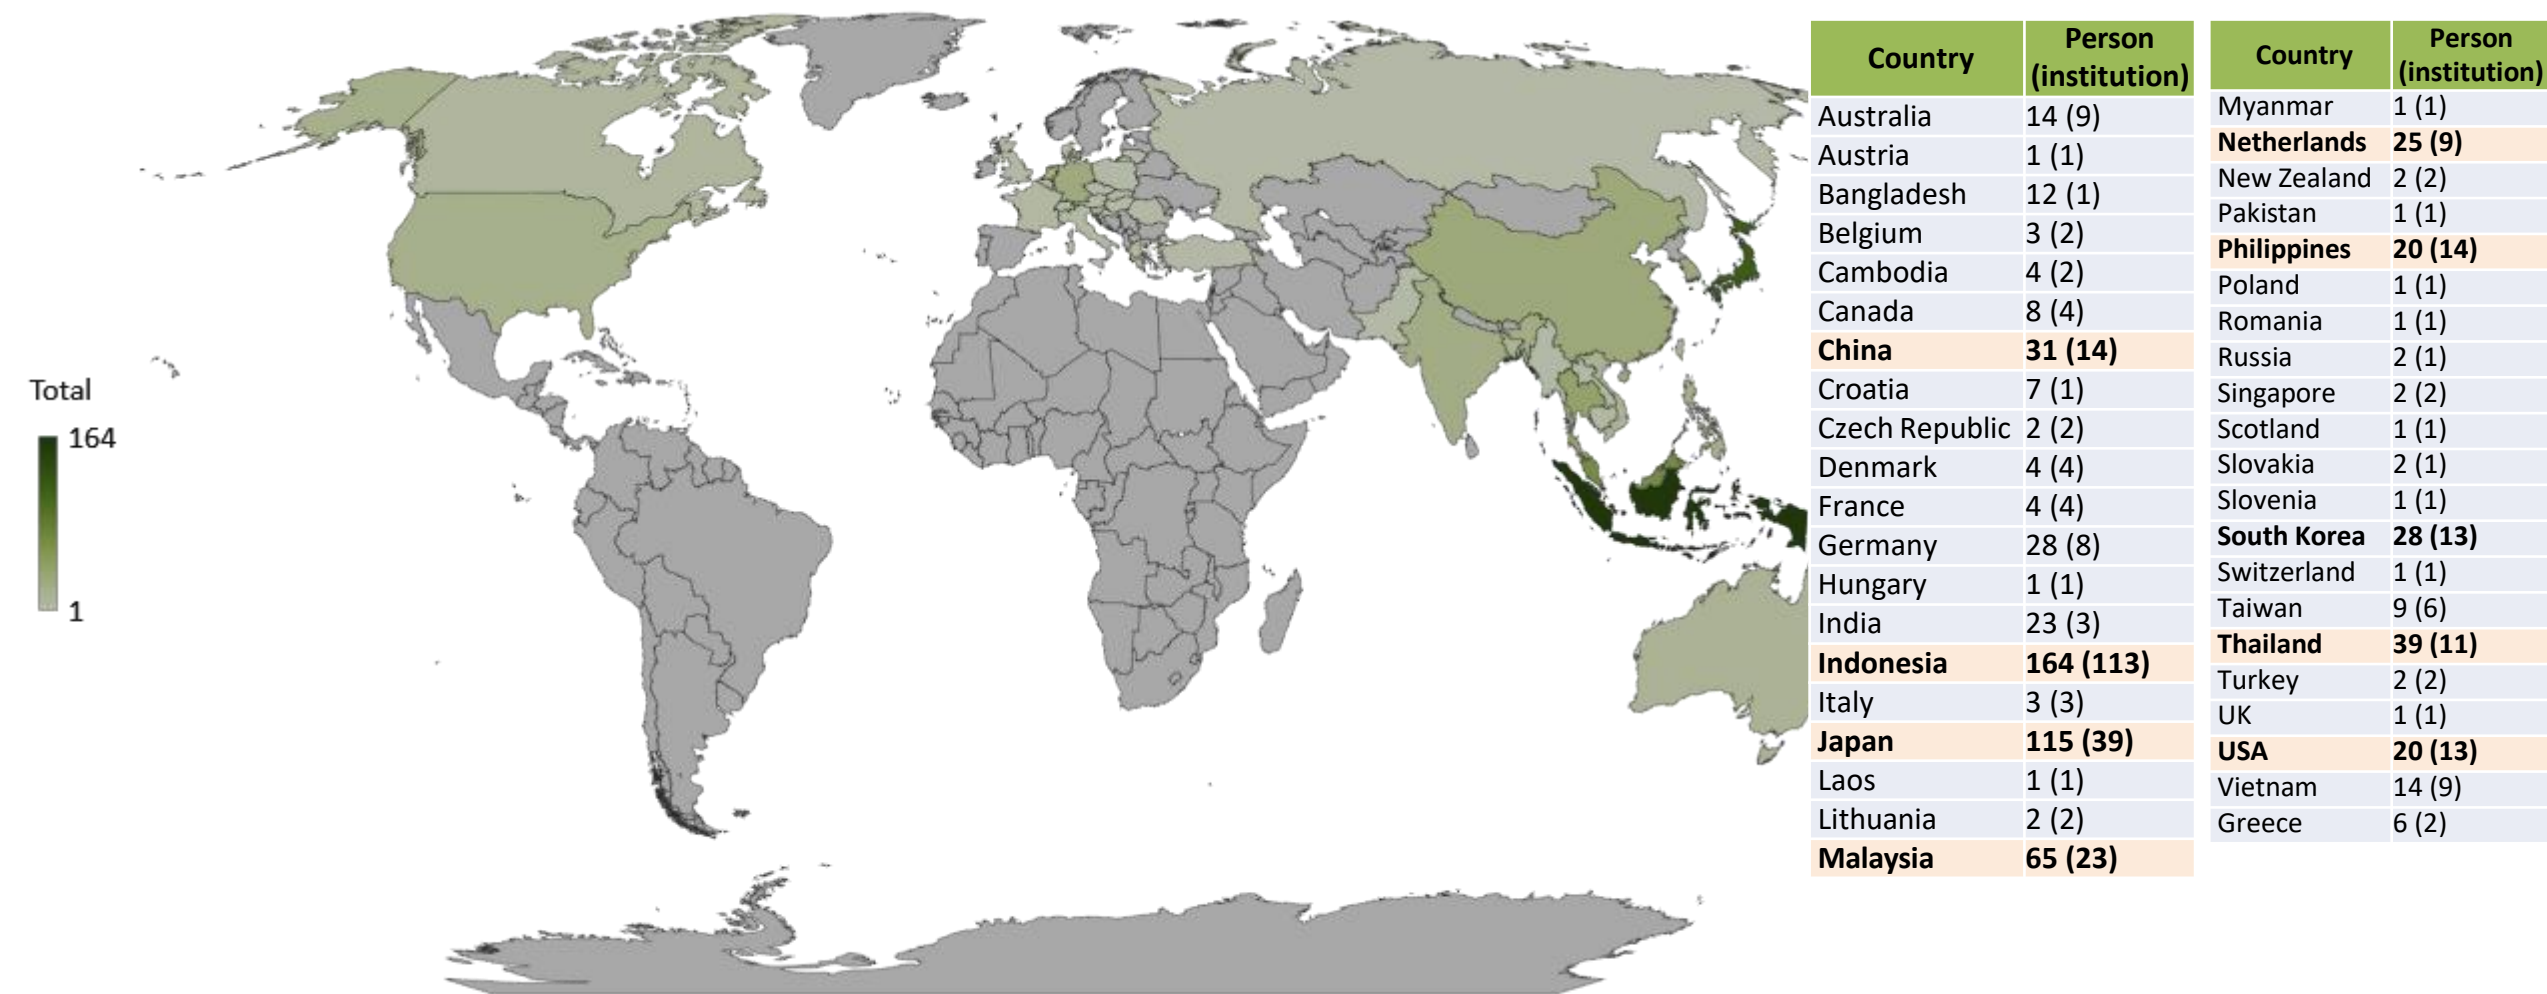 Total
164
1
Country Person (institution)
Australia 14 (9)
Austria 1 (1)
Bangladesh 12 (1)
Belgium 3 (2)
Cambodia 4 (2)
Canada 8 (4)
China 31 (14)
Croatia 7 (1)
Czech Republic 2 (2)
Denmark 4 (4)
France 4 (4)
Germany 28 (8)
Hungary 1 (1)
India 23 (3)
Indonesia 164 (113)
Italy 3 (3)
Japan 115 (39)
Laos 1 (1)
Lithuania 2 (2)
Malaysia 65 (23)
Country Person (institution)
Myanmar 1 (1)
Netherlands 25 (9)
New Zealand 2 (2)
Pakistan 1 (1)
Philippines 20 (14)
Poland 1 (1)
Romania 1 (1)
Russia 2 (1)
Singapore 2 (2)
Scotland 1 (1)
Slovakia 2 (1)
Slovenia 1 (1)
South Korea 28 (13)
Switzerland 1 (1)
Taiwan 9 (6)
Thailand 39 (11)
Turkey 2 (2)
UK 1 (1)
USA 20 (13)
Vietnam 14 (9)
Greece 6 (2)